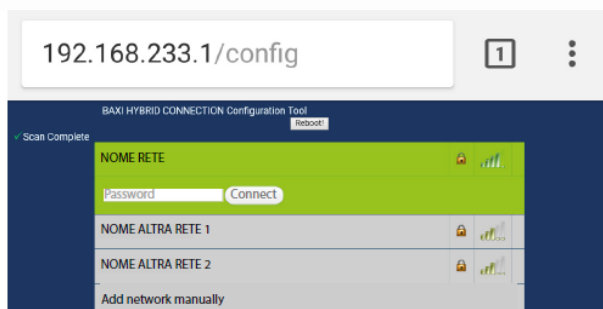 192.168.233.1/config
1
BAXI HYBRID CONNECTION Configuration Tool
Reboot!
✓Scan Complete
NOME RETE
Password
Connect
NOME ALTRA RETE 1
NOME ALTRA RETE 2
Add network manually